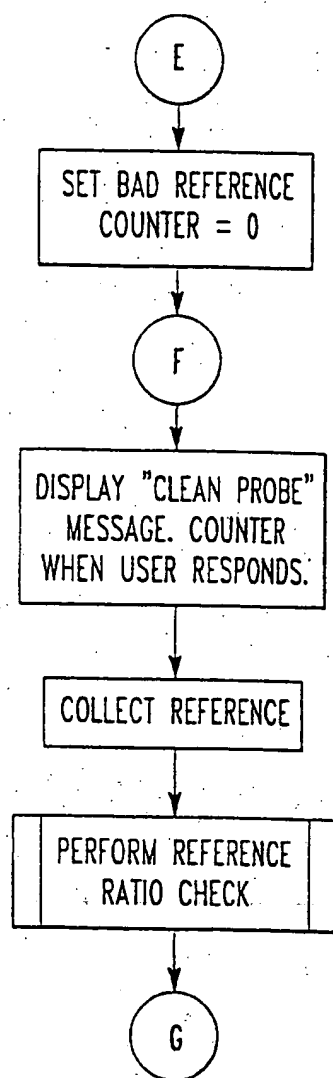 E
SET BAD REFERENCE
COUNTER = 0
F
DISPLAY "CLEAN PROBE"
MESSAGE. COUNTER
WHEN USER RESPONDS.
COLLECT REFERENCE
PERFORM REFERENCE
RATIO CHECK
G